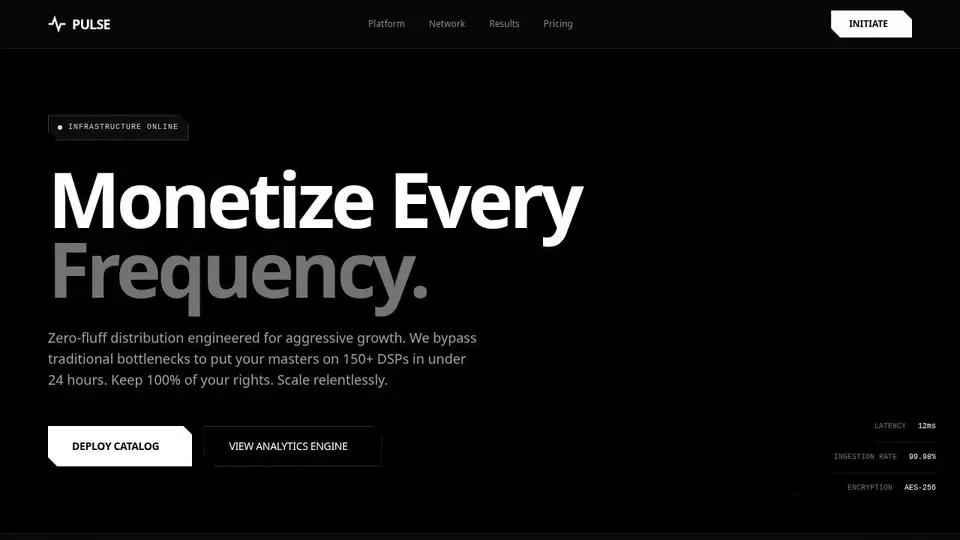 PULSE
Platform
Network
Results
Pricing
INITIATE
INFRASTRUCTURE ONLINE
Monetize Every
Frequency.
Zero-fluff distribution engineered for aggressive growth. We bypass
traditional bottlenecks to put your masters on 150+ DSPs in under
24 hours. Keep 100% of your rights. Scale relentlessly.
DEPLOY CATALOG
VIEW ANALYTICS ENGINE
LATENCY 12ms
INGESTION RATE 99.98%
ENCRYPTION AES-256